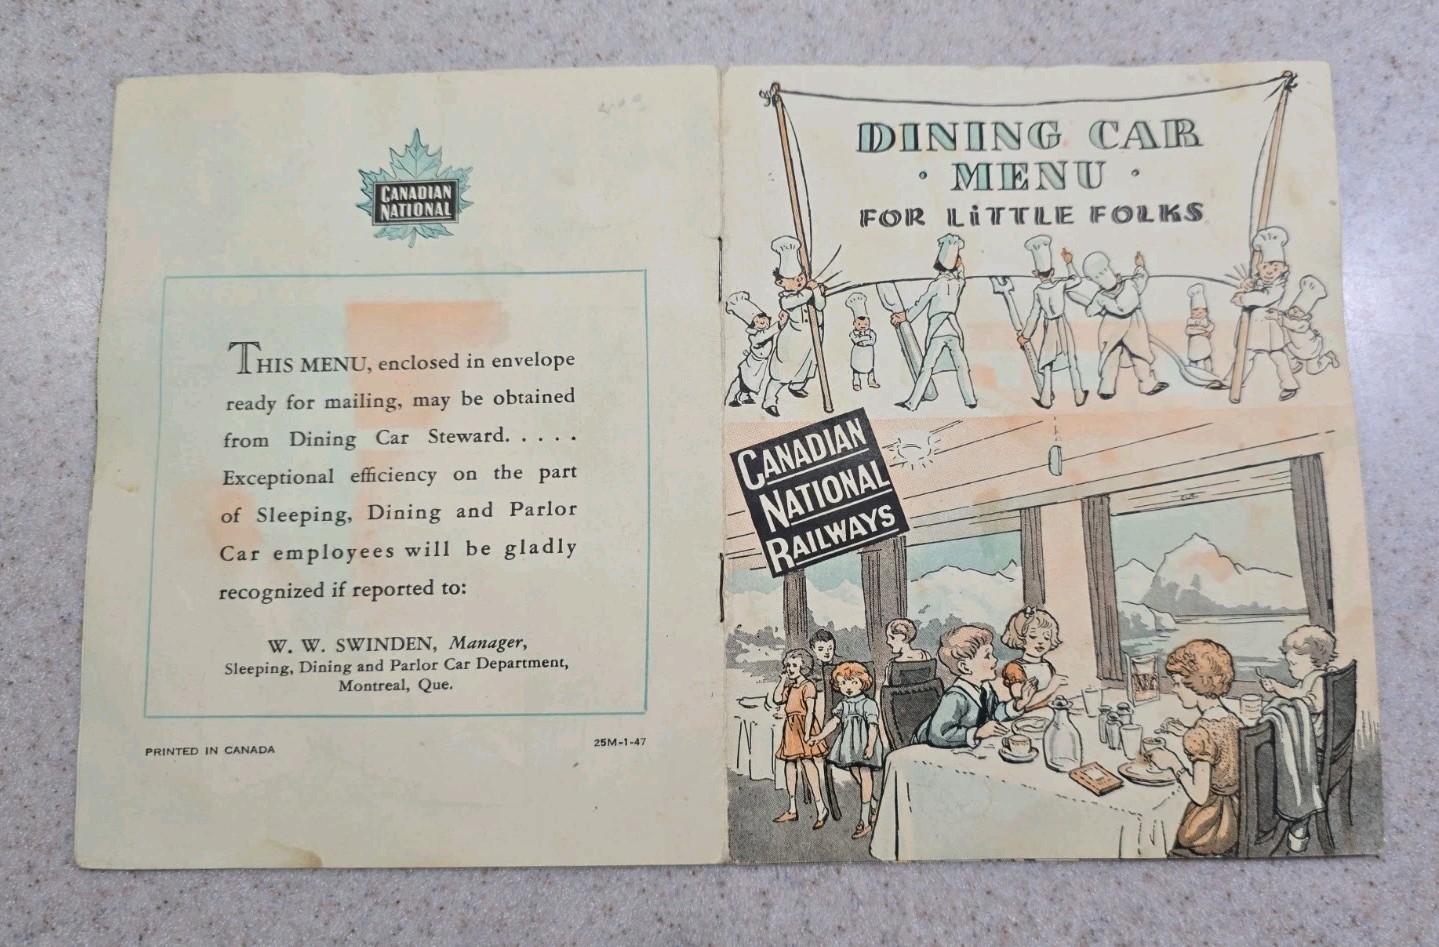 CANADIAN
NATIONAL
THIS MENU, enclosed in envelope
ready for mailing, may be obtained
from Dining Car Steward. . . . .
Exceptional efficiency on the part
of Sleeping, Dining and Parlor
Car employees will be gladly
recognized if reported to:
W. W. SWINDEN, Manager,
Sleeping, Dining and Parlor Car Department,
Montreal, Que.
PRINTED IN CANADA
25M-1-47
DINING CAR
· MENU ·
FOR LiTTLE FOLKS
CANADIAN
NATIONAL
RAILWAYS